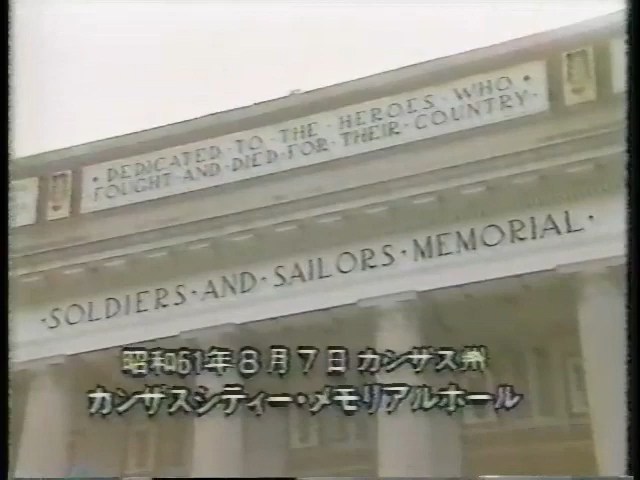 • DEDICATED • TO • THE • HEROES • WHO •
FOUGHT • AND • DIED • FOR • THEIR • COUNTRY •
• SOLDIERS • AND • SAILORS • MEMORIAL •
昭和61年8月7日 カンザス州
カンザスシティー・メモリアルホール